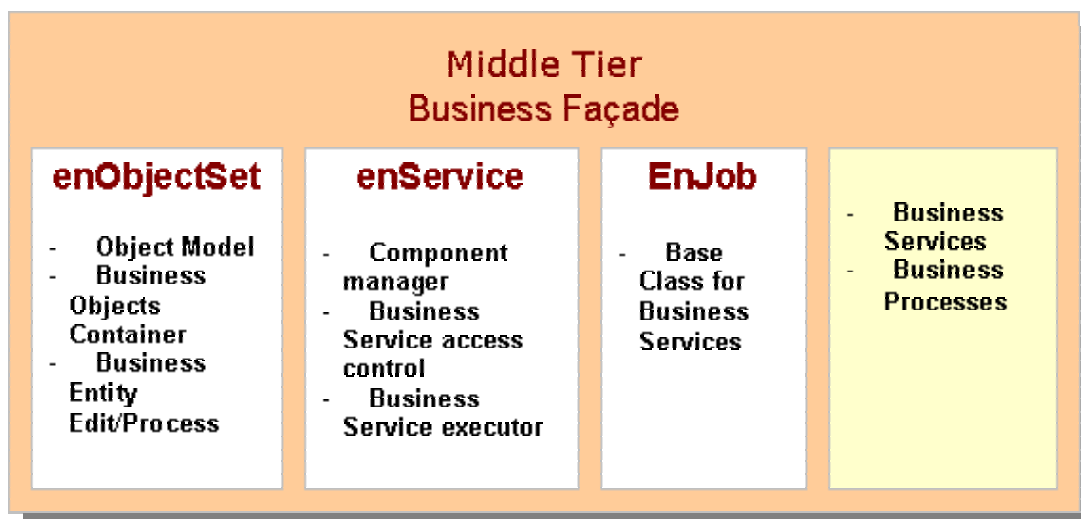 Middle Tier
Business Façade
enObjectSet
- Object Model
- Business
Objects
Container
- Business
Entity
Edit/Process
enService
- Component
manager
- Business
Service access
control
- Business
Service executor
EnJob
- Base
Class for
Business
Services
- Business
Services
- Business
Processes